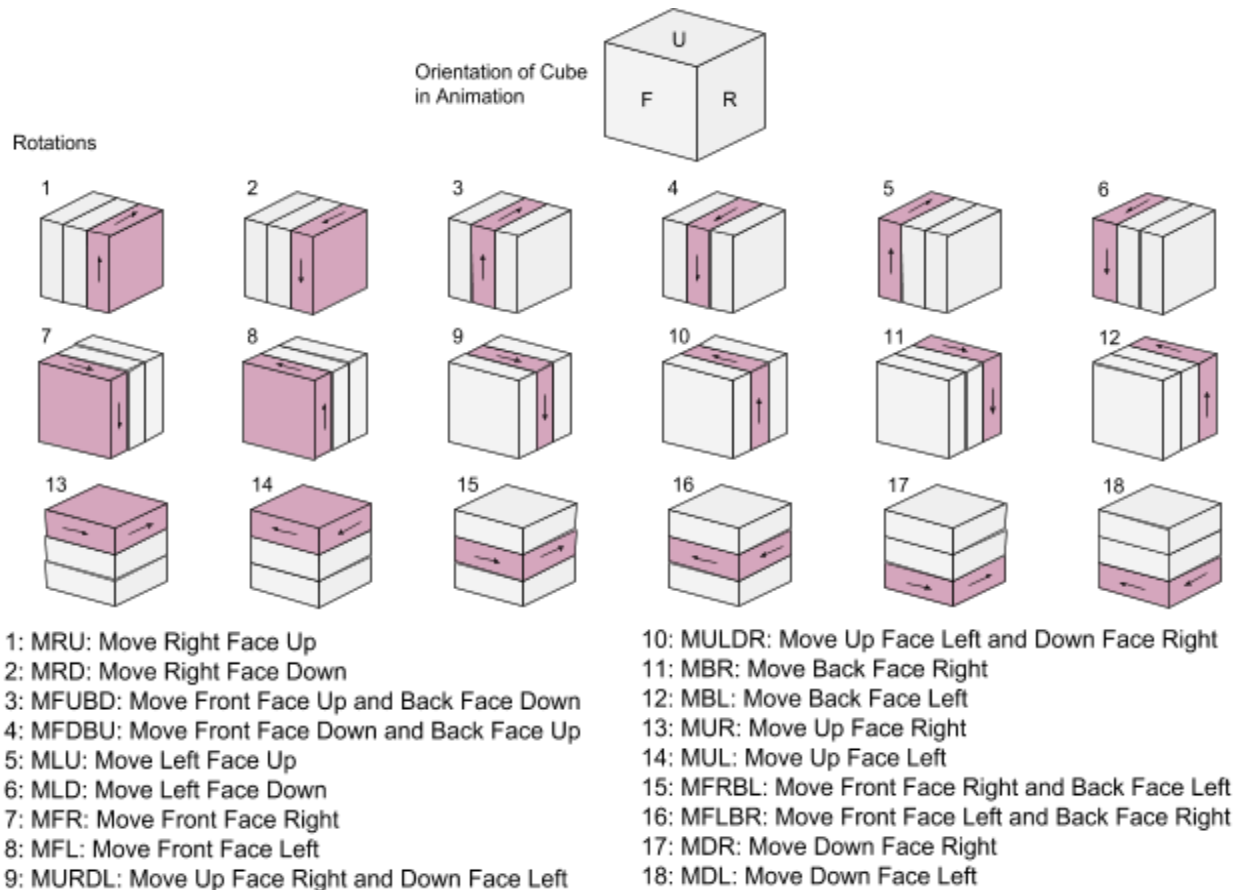 U
Orientation of Cube
in Animation
F
R
Rotations
1
2
3
4
5
6
7
8
9
10
11
12
13
14
15
16
17
18
1: MRU: Move Right Face Up
2: MRD: Move Right Face Down
3: MFUBD: Move Front Face Up and Back Face Down
4: MFDBU: Move Front Face Down and Back Face Up
5: MLU: Move Left Face Up
6: MLD: Move Left Face Down
7: MFR: Move Front Face Right
8: MFL: Move Front Face Left
9: MURDL: Move Up Face Right and Down Face Left
10: MULDR: Move Up Face Left and Down Face Right
11: MBR: Move Back Face Right
12: MBL: Move Back Face Left
13: MUR: Move Up Face Right
14: MUL: Move Up Face Left
15: MFRBL: Move Front Face Right and Back Face Left
16: MFLBR: Move Front Face Left and Back Face Right
17: MDR: Move Down Face Right
18: MDL: Move Down Face Left